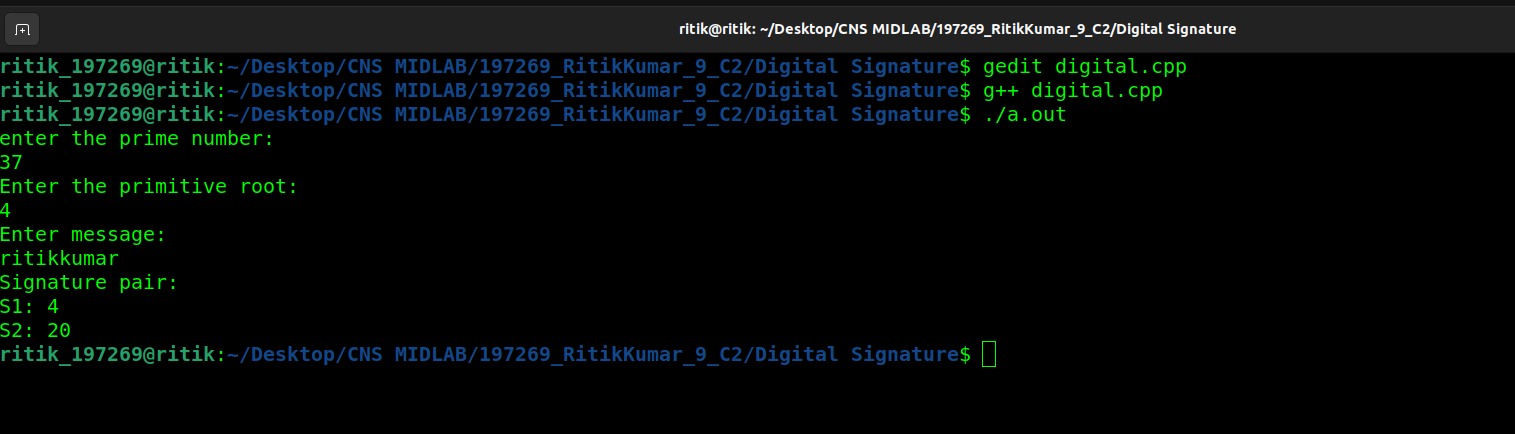 ritik@ritik: ~/Desktop/CNS MIDLAB/197269_RitikKumar_9_C2/Digital Signature
ritik_197269@ritik:~/Desktop/CNS MIDLAB/197269_RitikKumar_9_C2/Digital Signature$ gedit digital.cpp
ritik_197269@ritik:~/Desktop/CNS MIDLAB/197269_RitikKumar_9_C2/Digital Signature$ g++ digital.cpp
ritik_197269@ritik:~/Desktop/CNS MIDLAB/197269_RitikKumar_9_C2/Digital Signature$ ./a.out
enter the prime number:
37
Enter the primitive root:
4
Enter message:
ritikkumar
Signature pair:
S1: 4
S2: 20
ritik_197269@ritik:~/Desktop/CNS MIDLAB/197269_RitikKumar_9_C2/Digital Signature$